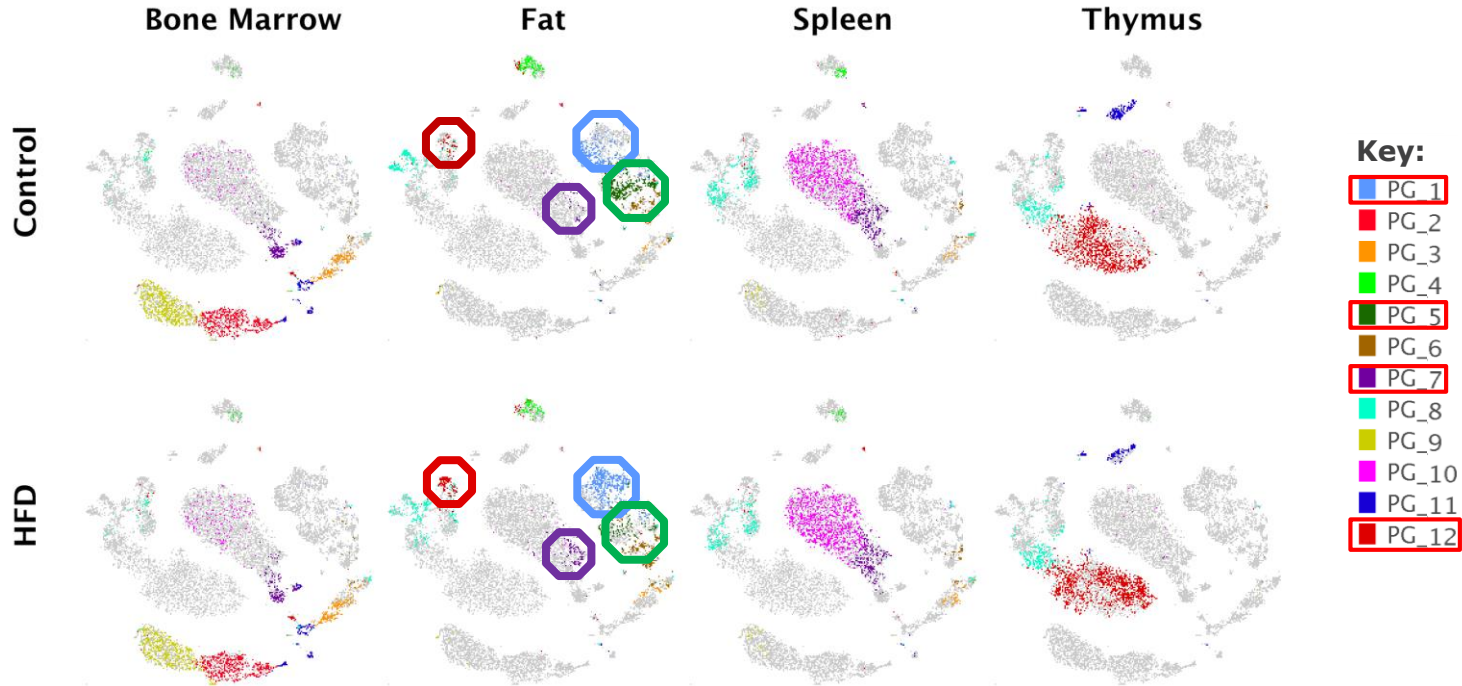 Bone Marrow
Fat
Spleen
Thymus
Control
HFD
Key:
PG_1
PG_2
PG_3
PG_4
PG_5
PG_6
PG_7
PG_8
PG_9
PG_10
PG_11
PG_12